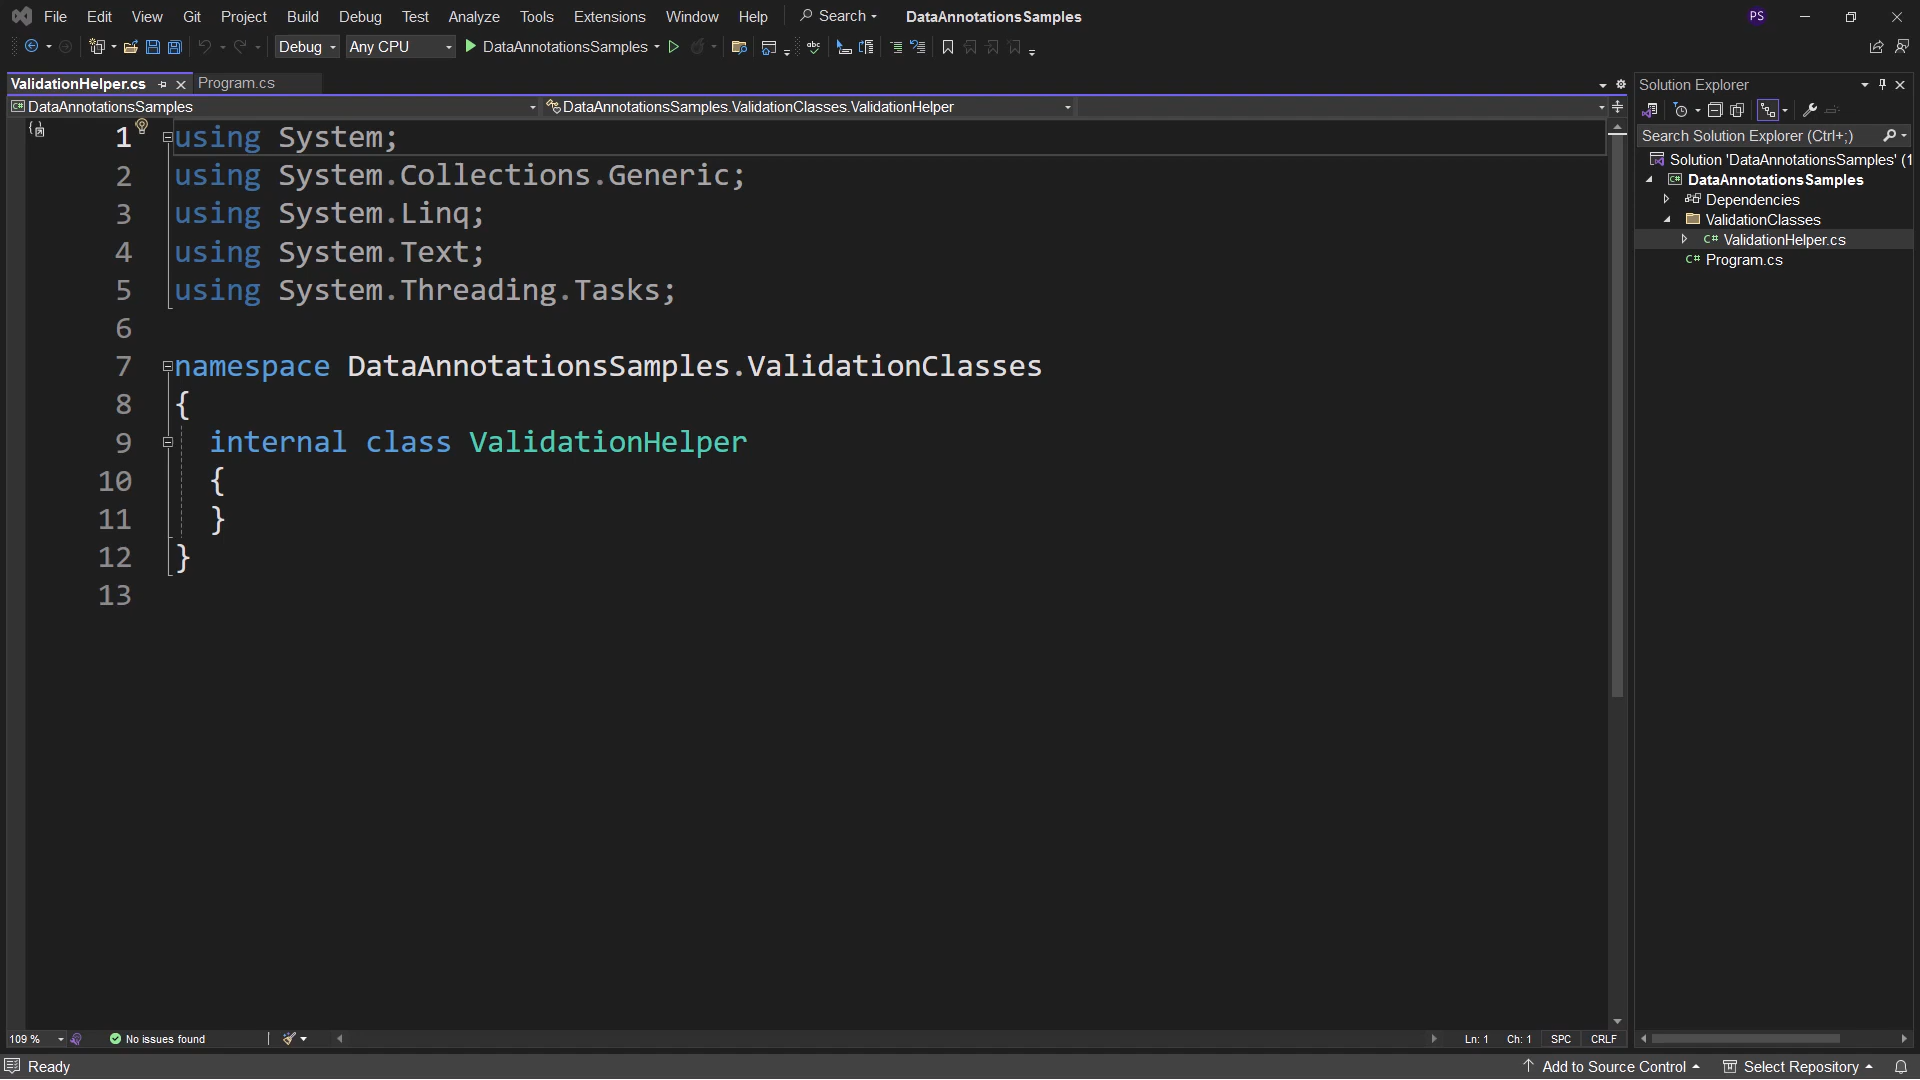 File Edit View Git Project Build Debug Test Analyze Tools Extensions Window Help Search DataAnnotationsSamples PS
Debug Any CPU DataAnnotationsSamples abc
ValidationHelper.cs Program.cs
DataAnnotationsSamples DataAnnotationsSamples.ValidationClasses.ValidationHelper
1 using System;
2 using System.Collections.Generic;
3 using System.Linq;
4 using System.Text;
5 using System.Threading.Tasks;
6
7 namespace DataAnnotationsSamples.ValidationClasses
8 {
9 internal class ValidationHelper
10 {
11 }
12 }
13
Solution Explorer
Search Solution Explorer (Ctrl+;)
Solution 'DataAnnotationsSamples' (1
C# DataAnnotationsSamples
Dependencies
ValidationClasses
C# ValidationHelper.cs
C# Program.cs
109 % No issues found Ln: 1 Ch: 1 SPC CRLF
Ready Add to Source Control Select Repository